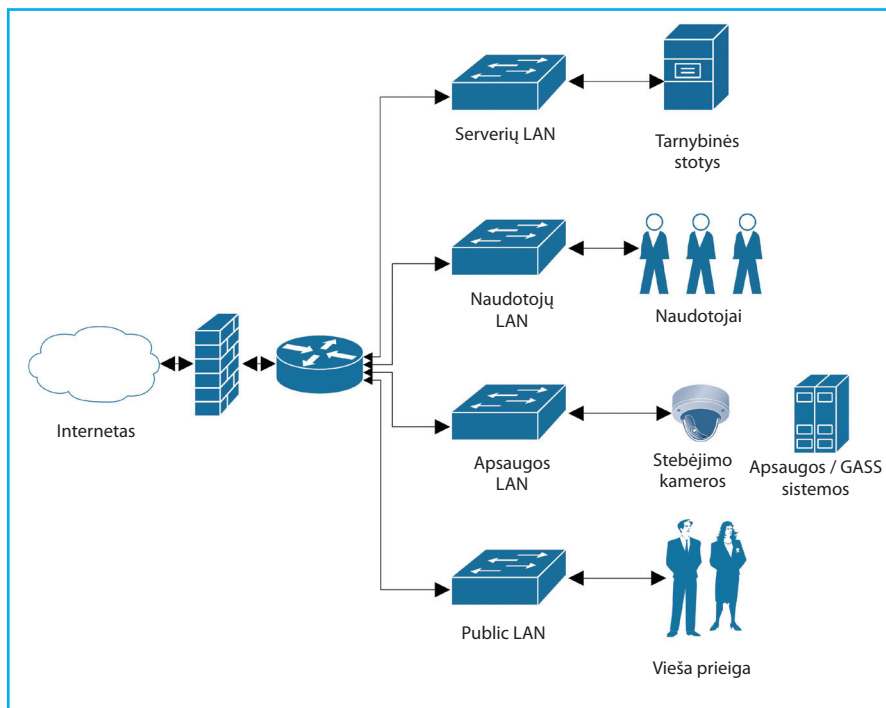 Serverių LAN
Tarnybinės
stotys
Naudotojų
LAN
Naudotojai
Internetas
Apsaugos
LAN
Stebėjimo
kameros
Apsaugos / GASS
sistemos
Public LAN
Vieša prieiga